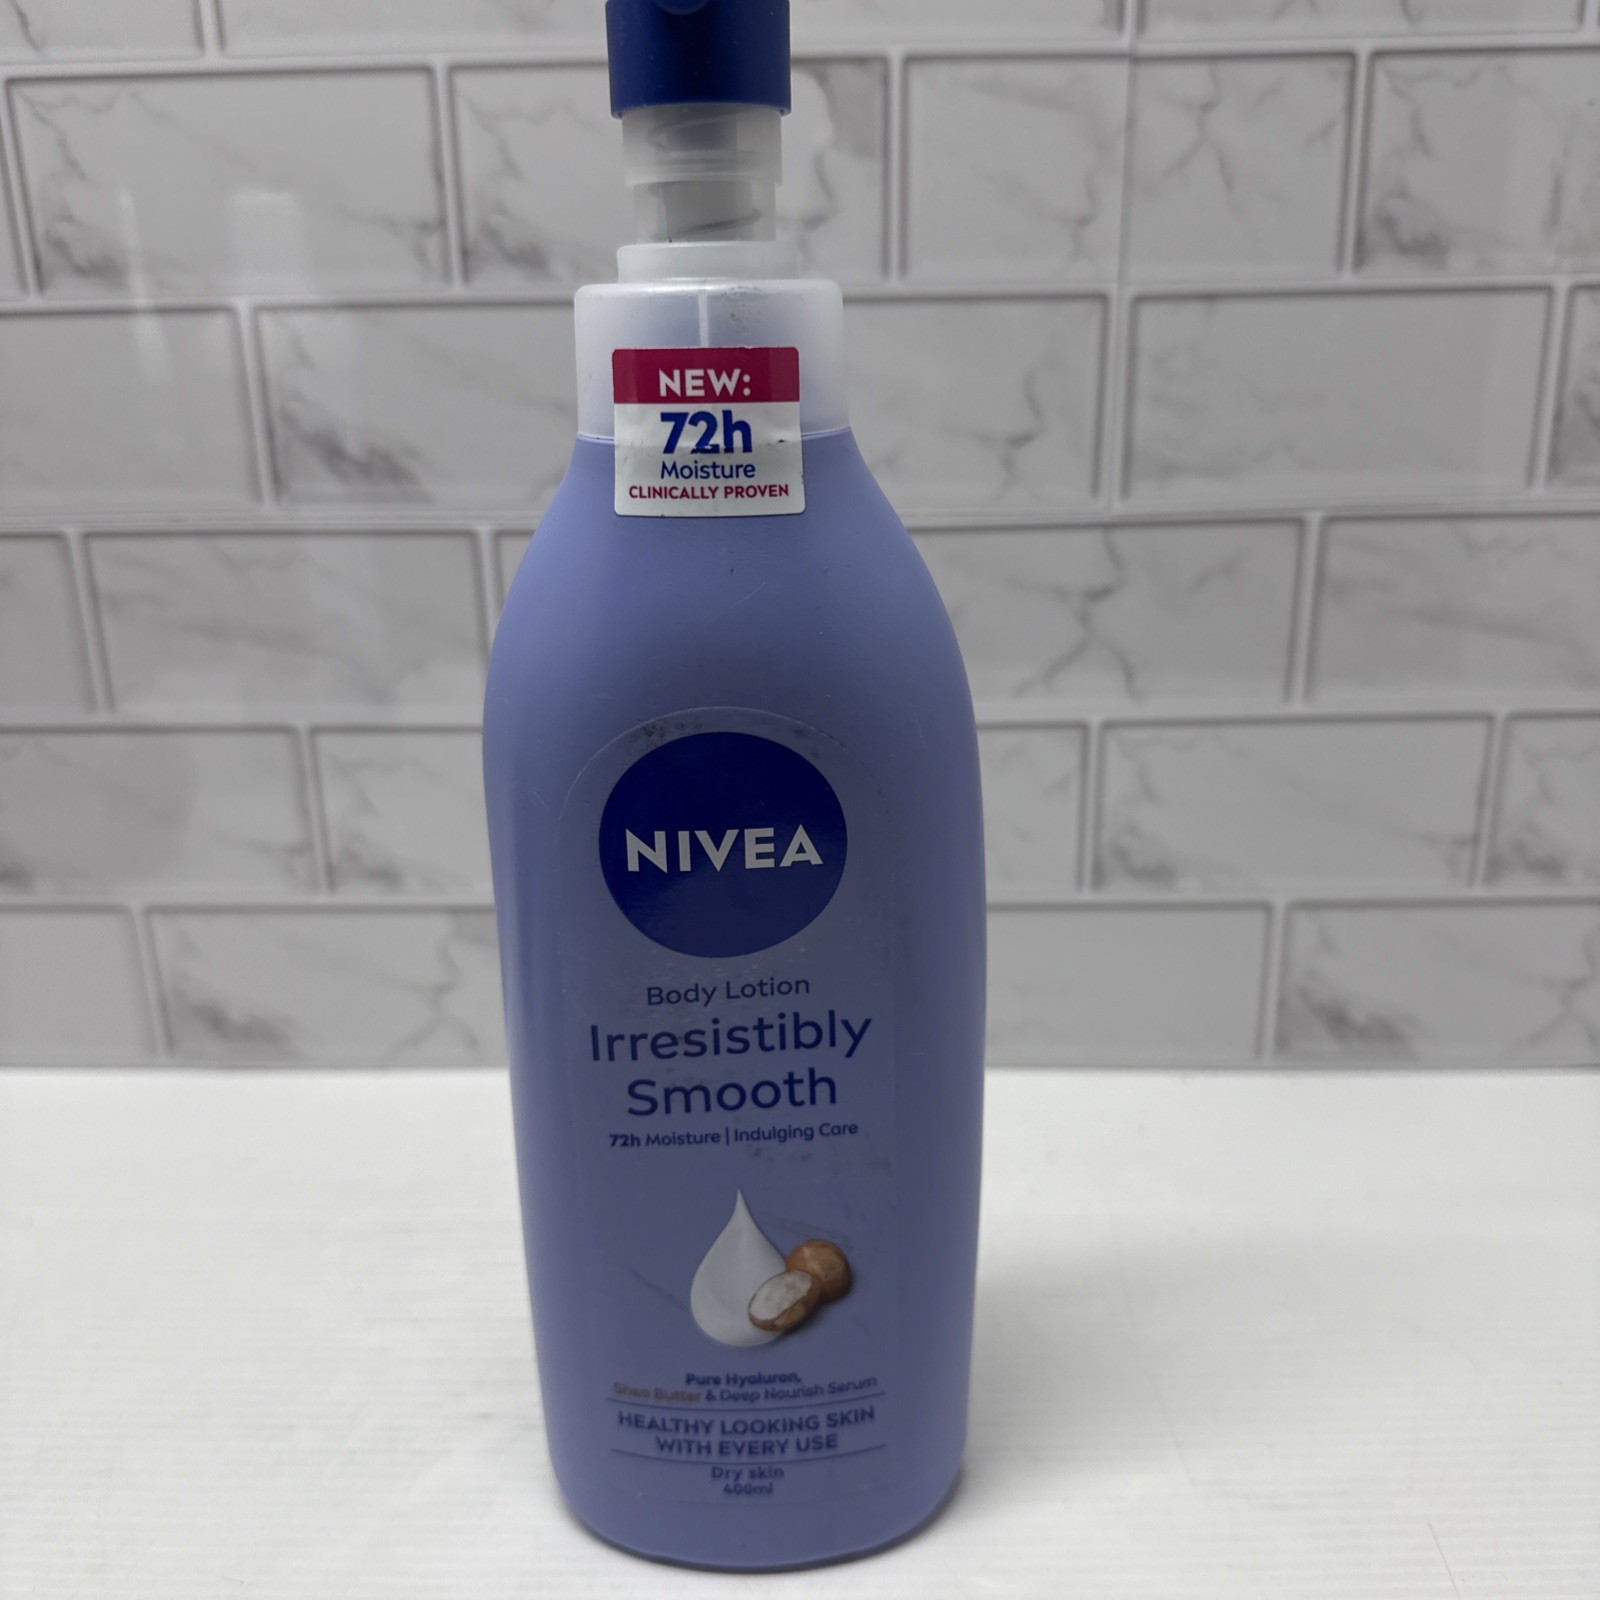 NEW:
72h
Moisture
CLINICALLY PROVEN
NIVEA
Body Lotion
Irresistibly
Smooth
72h Moisture | Indulging Care
Pure Hyaluron,
Shea Butter & Deep Nourish Serum
HEALTHY LOOKING SKIN
WITH EVERY USE
Dry skin
400ml